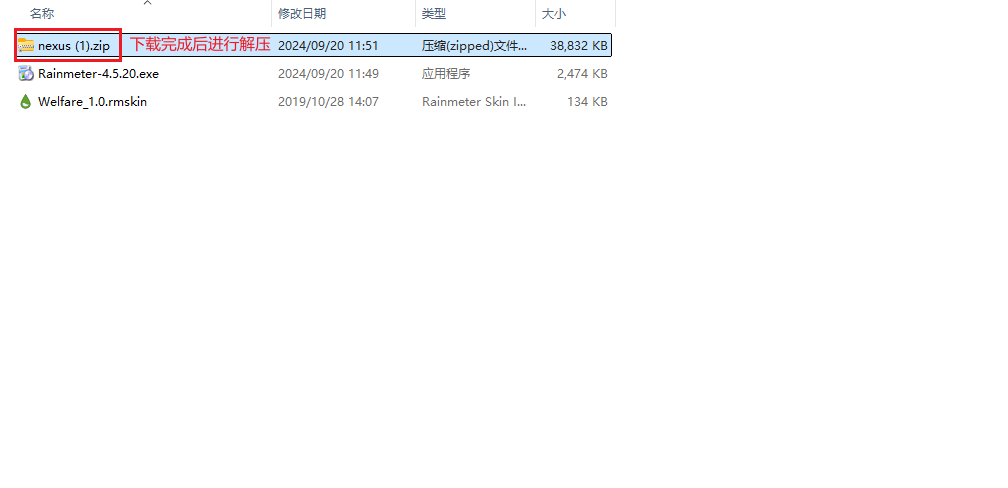 名称 修改日期 类型 大小
nexus (1).zip 下载完成后进行解压 2024/09/20 11:51 压缩(zipped)文件... 38,832 KB
Rainmeter-4.5.20.exe 2024/09/20 11:49 应用程序 2,474 KB
Welfare_1.0.rmskin 2019/10/28 14:07 Rainmeter Skin I... 134 KB